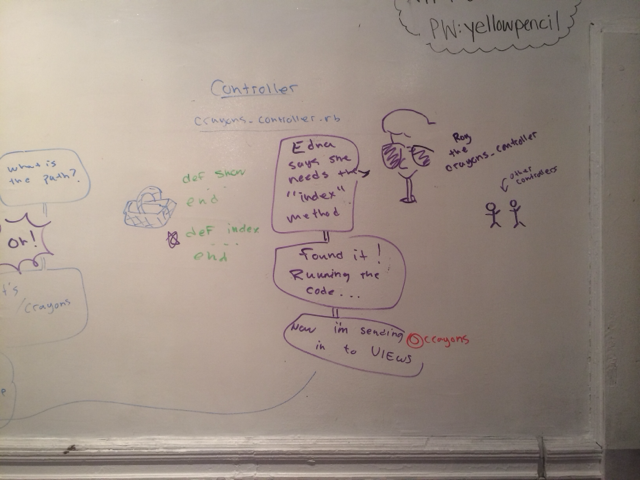 PW:yellowpencil
Controller
crayons_controller.rb
Edna
says she
needs the
"index"
method
Roy
the
crayons_controller
other
controllers
what is
the path?
def show
...
end
def index
...
end
oh!
Found it!
Running the
code...
t's
/crayons
Now i'm sending
it to VIEWS
@crayons
e